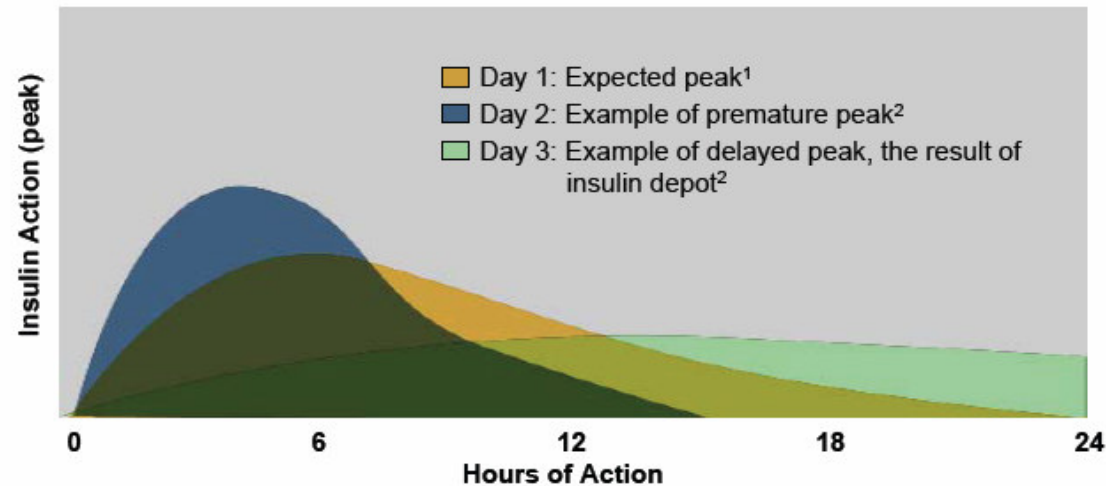 Insulin Action (peak)
Day 1: Expected peak¹
Day 2: Example of premature peak²
Day 3: Example of delayed peak, the result of
insulin depot²
0 6 12 18 24
Hours of Action